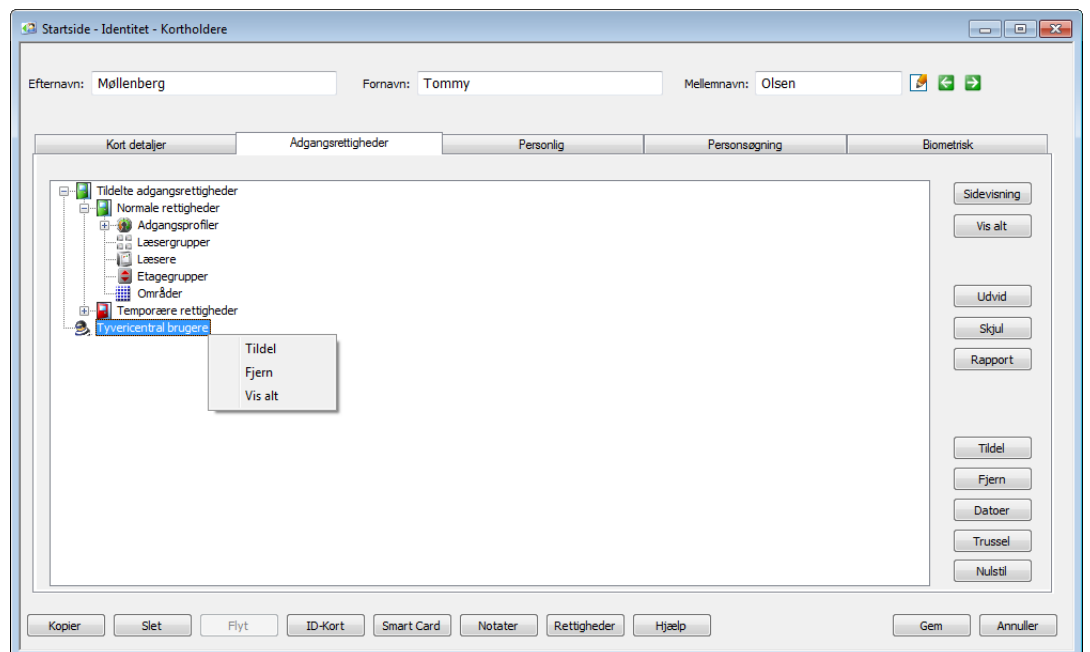 Startside - Identitet - Kortholdere
Efternavn: Møllenberg Fornavn: Tommy Mellemnavn: Olsen
Kort detaljer Adgangsrettigheder Personlig Personsøgning Biometrisk
Tildelte adgangsrettigheder
Normale rettigheder
Adgangsprofiler
Læsergrupper
Læsere
Etagegrupper
Områder
Temporære rettigheder
Tyvericentral brugere
Tildel
Fjern
Vis alt
Sidevisning
Vis alt
Udvid
Skjul
Rapport
Tildel
Fjern
Datoer
Trussel
Nulstil
Kopier Slet Flyt ID-Kort Smart Card Notater Rettigheder Hjælp Gem Annuller